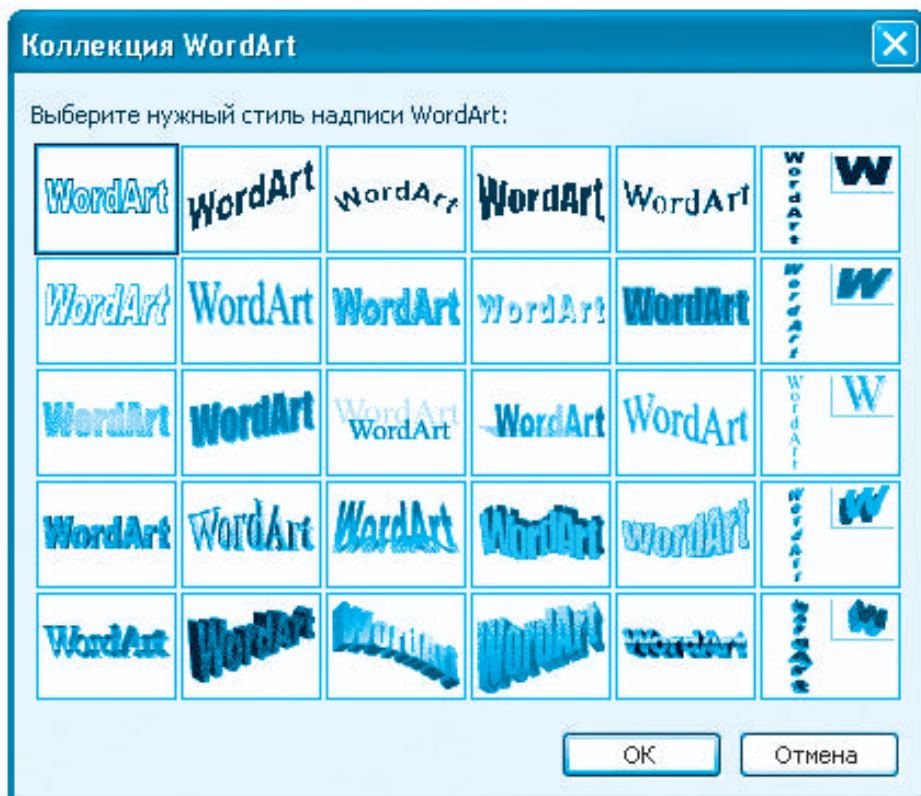 Коллекция WordArt
Выберите нужный стиль надписи WordArt:
WordArt WordArt WordArt WordArt WordArt WordArt W
WordArt WordArt WordArt WordArt WordArt WordArt W
WordArt WordArt WordArt WordArt WordArt WordArt WordArt W
WordArt WordArt WordArt WordArt WordArt WordArt W
WordArt WordArt WordArt WordArt WordArt WordArt W
ОК Отмена